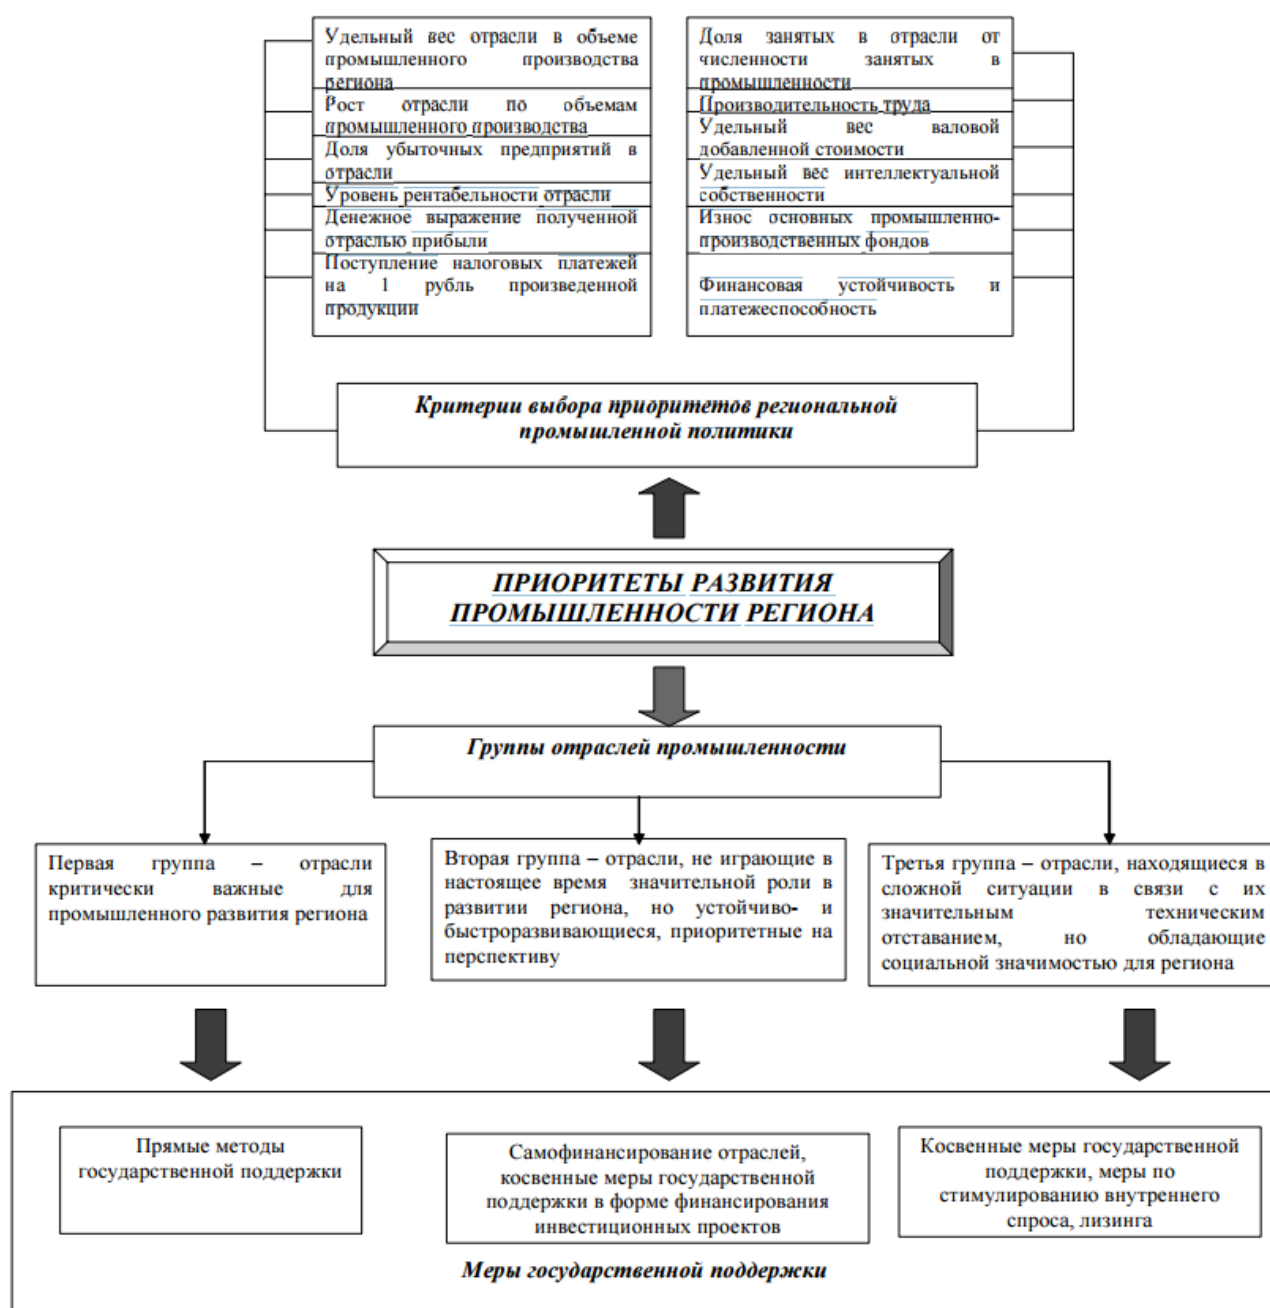 Удельный вес отрасли в объеме
промышленного производства
региона
Рост отрасли по объемам
промышленного производства
Доля убыточных предприятий в
отрасли
Уровень рентабельности отрасли
Денежное выражение полученной
отраслью прибыли
Поступление налоговых платежей
на 1 рубль произведенной
продукции
Доля занятых в отрасли от
численности занятых в
промышленности
Производительность труда
Удельный вес валовой
добавленной стоимости
Удельный вес интеллектуальной
собственности
Износ основных промышленно-
производственных фондов
Финансовая устойчивость и
платежеспособность
Критерии выбора приоритетов региональной
промышленной политики
ПРИОРИТЕТЫ РАЗВИТИЯ
ПРОМЫШЛЕННОСТИ РЕГИОНА
Группы отраслей промышленности
Первая группа – отрасли
критически важные для
промышленного развития региона
Вторая группа – отрасли, не играющие в
настоящее время значительной роли в
развитии региона, но устойчиво- и
быстроразвивающиеся, приоритетные на
перспективу
Третья группа – отрасли, находящиеся в
сложной ситуации в связи с их
значительным техническим
отставанием, но обладающие
социальной значимостью для региона
Прямые методы
государственной поддержки
Самофинансирование отраслей,
косвенные меры государственной
поддержки в форме финансирования
инвестиционных проектов
Косвенные меры государственной
поддержки, меры по
стимулированию внутреннего
спроса, лизинга
Меры государственной поддержки